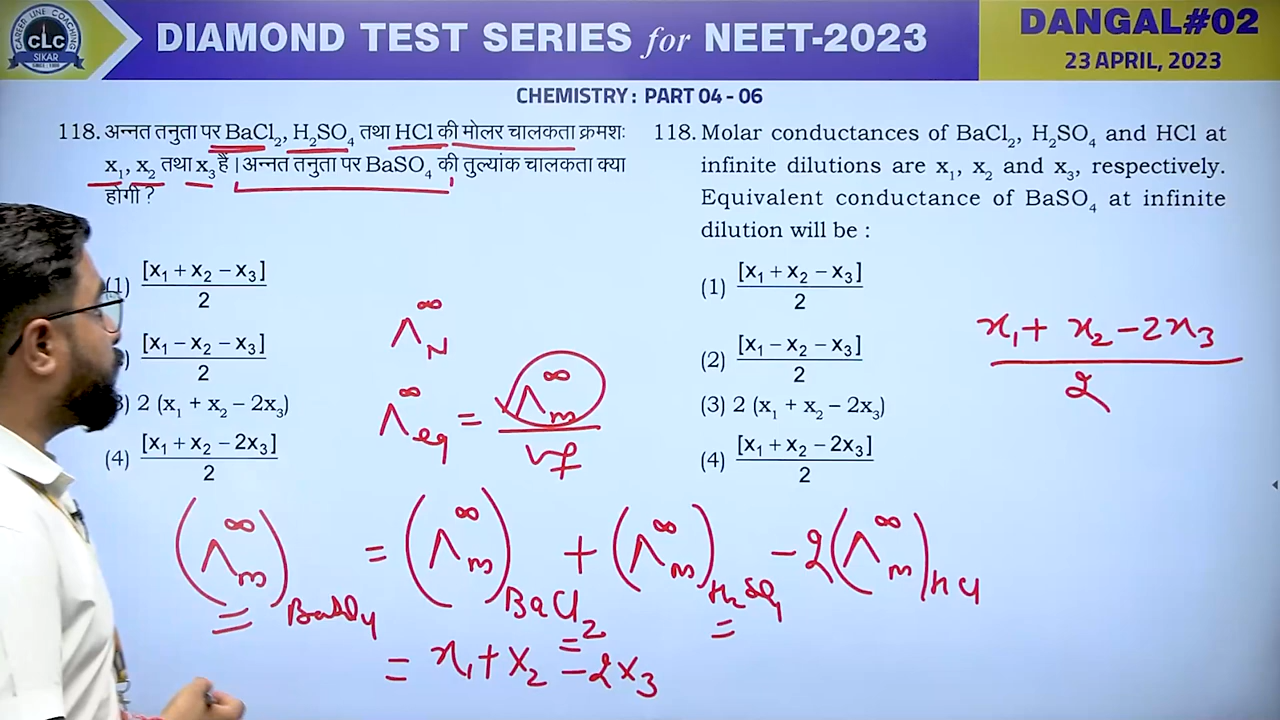 CAREER LINE COACHING
CLC
SIKAR
SINCE : 1996
DIAMOND TEST SERIES for NEET-2023
DANGAL#02
23 APRIL, 2023
CHEMISTRY : PART 04 - 06
118. अनन्त तनुता पर BaCl₂, H₂SO₄ तथा HCl की मोलर चालकता क्रमशः
x₁, x₂ तथा x₃ हैं। अनन्त तनुता पर BaSO₄ की तुल्यांक चालकता क्या
होगी ?
(1) [x₁ + x₂ − x₃] / 2
[x₁ − x₂ − x₃] / 2
3) 2 (x₁ + x₂ − 2x₃)
(4) [x₁ + x₂ − 2x₃] / 2
118. Molar conductances of BaCl₂, H₂SO₄ and HCl at
infinite dilutions are x₁, x₂ and x₃, respectively.
Equivalent conductance of BaSO₄ at infinite
dilution will be :
(1) [x₁ + x₂ − x₃] / 2
(2) [x₁ − x₂ − x₃] / 2
(3) 2 (x₁ + x₂ − 2x₃)
(4) [x₁ + x₂ − 2x₃] / 2
Λ∞N
Λ∞eq = Λ∞m / vf
x₁ + x₂ − 2x₃ / 2
(Λ∞m)BaSO₄ = (Λ∞m)BaCl₂ + (Λ∞m)H₂SO₄ − 2(Λ∞m)HCl
= x₁ + x₂ − 2x₃